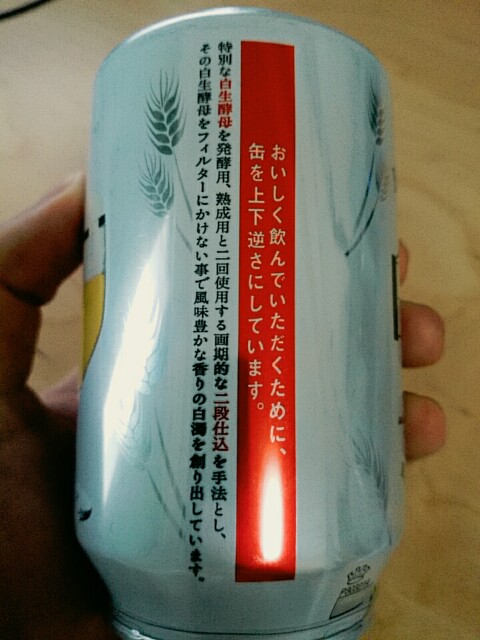 おいしく飲んでいただくために、
缶を上下逆さにしています。
特別な白生酵母を発酵用、熟成用と二回使用する画期的な二段仕込を手法とし、
その白生酵母をフィルターにかけない事で風味豊かな香りの白濁を創り出しています。